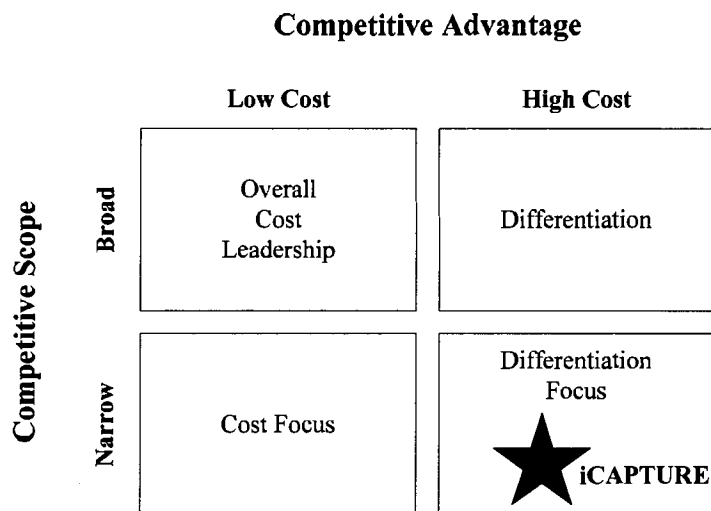 Competitive Advantage
Low Cost
High Cost
Competitive Scope
Broad
Overall
Cost
Leadership
Differentiation
Narrow
Cost Focus
Differentiation
Focus
iCAPTURE